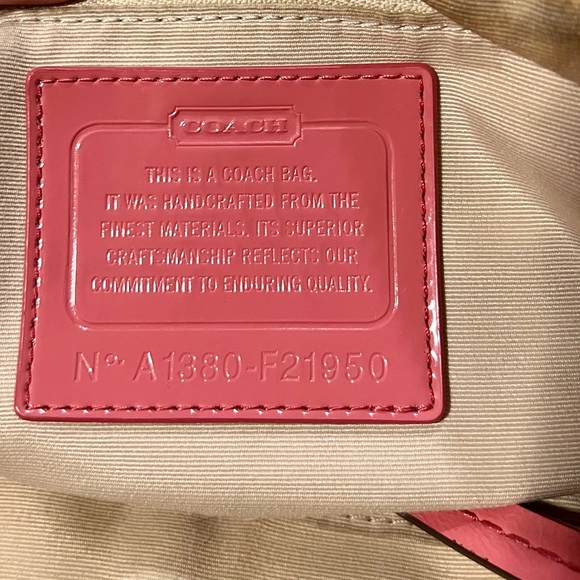 COACH
THIS IS A COACH BAG.
IT WAS HANDCRAFTED FROM THE
FINEST MATERIALS. ITS SUPERIOR
CRAFTSMANSHIP REFLECTS OUR
COMMITMENT TO ENDURING QUALITY.
No. A1380-F21950